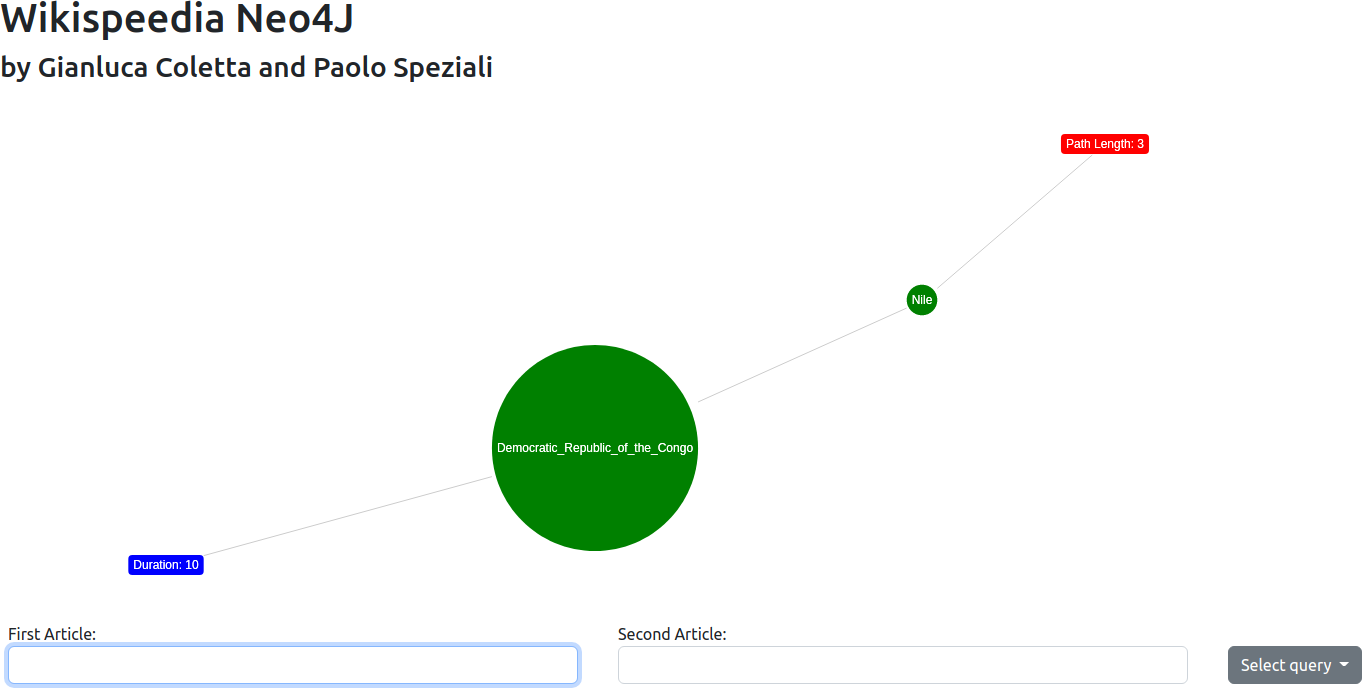 Wikispeedia Neo4J
by Gianluca Coletta and Paolo Speziali
Path Length: 3
Nile
Democratic_Republic_of_the_Congo
Duration: 10
First Article:
Second Article:
Select query